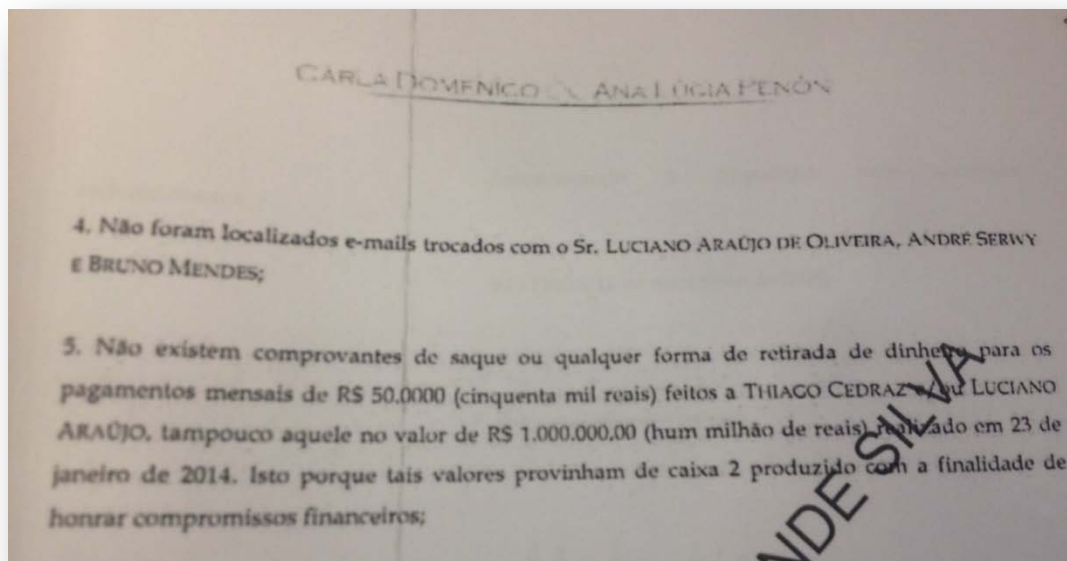 CARLA DOMENICO & ANA LÚCIA PENÓN
4. Não foram localizados e-mails trocados com o Sr. LUCIANO ARAÚJO DE OLIVEIRA, ANDRÉ SERWY
E BRUNO MENDES;
5. Não existem comprovantes de saque ou qualquer forma de retirada de dinheiro para os
pagamentos mensais de R$ 50.0000 (cinquenta mil reais) feitos a THIAGO CEDRAZ e/ou LUCIANO
ARAÚJO, tampouco aquele no valor de R$ 1.000.000,00 (hum milhão de reais) realizado em 23 de
janeiro de 2014. Isto porque tais valores provinham de caixa 2 produzido com a finalidade de
honrar compromissos financeiros;
NDE SILVA